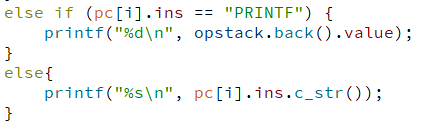 else if (pc[i].ins == "PRINTF") {
    printf("%d\n", opstack.back().value);
}
else{
    printf("%s\n", pc[i].ins.c_str());
}